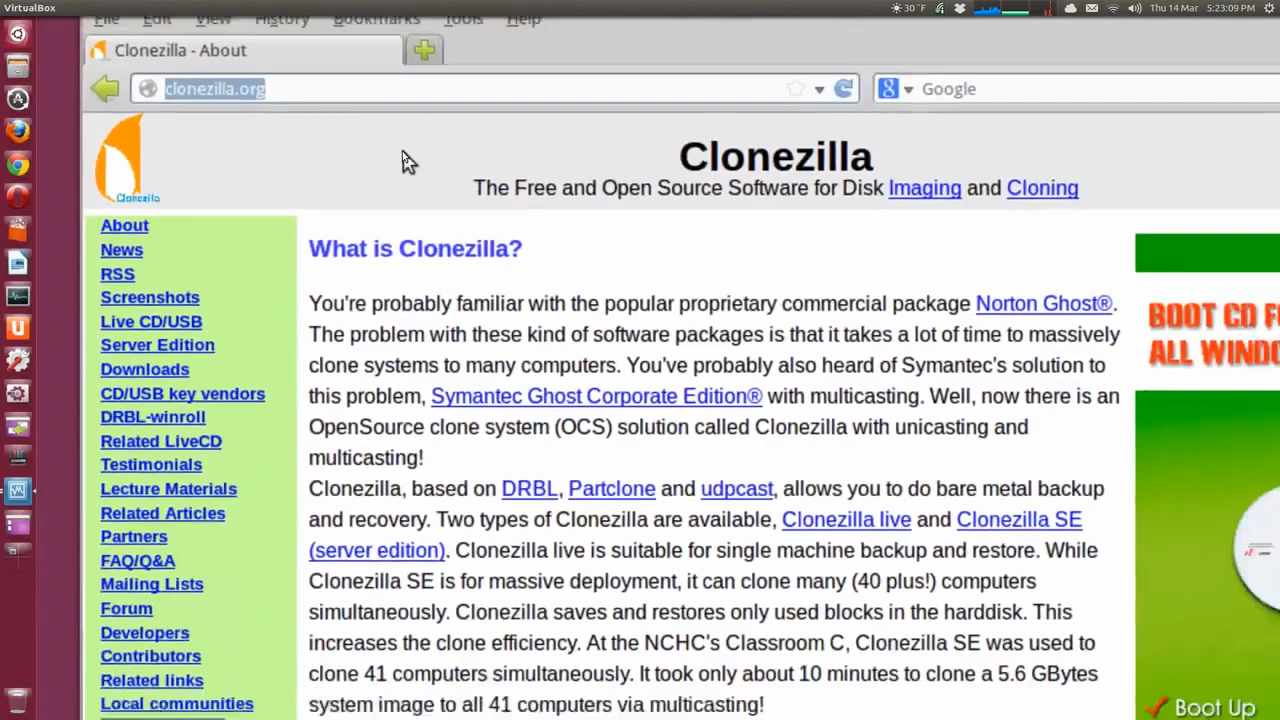 VirtualBox
30 °F
Thu 14 Mar
5:23:09 PM
File Edit View History Bookmarks Tools Help
Clonezilla - About
clonezilla.org
Google
Clonezilla
Clonezilla
The Free and Open Source Software for Disk Imaging and Cloning
About
News
RSS
Screenshots
Live CD/USB
Server Edition
Downloads
CD/USB key vendors
DRBL-winroll
Related LiveCD
Testimonials
Lecture Materials
Related Articles
Partners
FAQ/Q&A
Mailing Lists
Forum
Developers
Contributors
Related links
Local communities
What is Clonezilla?
You're probably familiar with the popular proprietary commercial package Norton Ghost®.
The problem with these kind of software packages is that it takes a lot of time to massively
clone systems to many computers. You've probably also heard of Symantec's solution to
this problem, Symantec Ghost Corporate Edition® with multicasting. Well, now there is an
OpenSource clone system (OCS) solution called Clonezilla with unicasting and
multicasting!
Clonezilla, based on DRBL, Partclone and udpcast, allows you to do bare metal backup
and recovery. Two types of Clonezilla are available, Clonezilla live and Clonezilla SE
(server edition). Clonezilla live is suitable for single machine backup and restore. While
Clonezilla SE is for massive deployment, it can clone many (40 plus!) computers
simultaneously. Clonezilla saves and restores only used blocks in the harddisk. This
increases the clone efficiency. At the NCHC's Classroom C, Clonezilla SE was used to
clone 41 computers simultaneously. It took only about 10 minutes to clone a 5.6 GBytes
system image to all 41 computers via multicasting!
BOOT CD
ALL
Boot Up